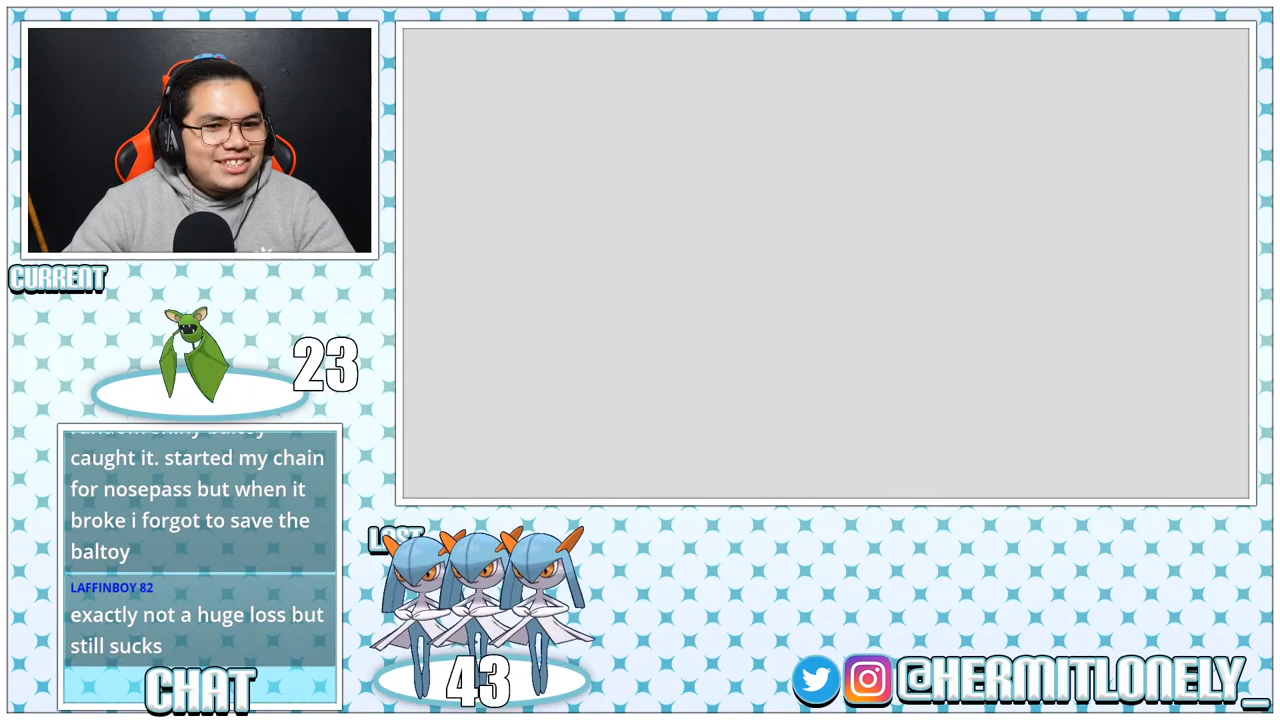 CURRENT
23
caught it. started my chain
for nosepass but when it
broke i forgot to save the
baltoy
LAFFINBOY 82
exactly not a huge loss but
still sucks
CHAT
LAST
43
@HERMITLONELY_